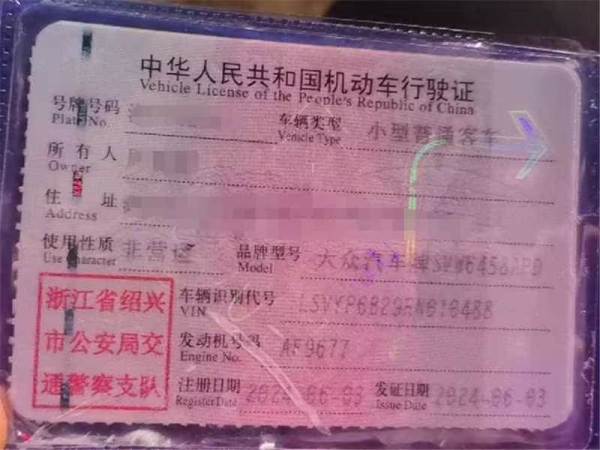 中华人民共和国机动车行驶证
Vehicle License of the People's Republic of China
号牌号码 车辆类型 小型普通客车
Plate No. Vehicle Type
所有人
Owner
住址
Address
使用性质 非营运 品牌型号 大众汽车牌
Use Character Model
浙江省绍兴
市公安局交
通警察支队
车辆识别代号
VIN
发动机号码
Engine No.
注册日期 2024-06-03 发证日期 2024-06-03
Register Date Issue Date